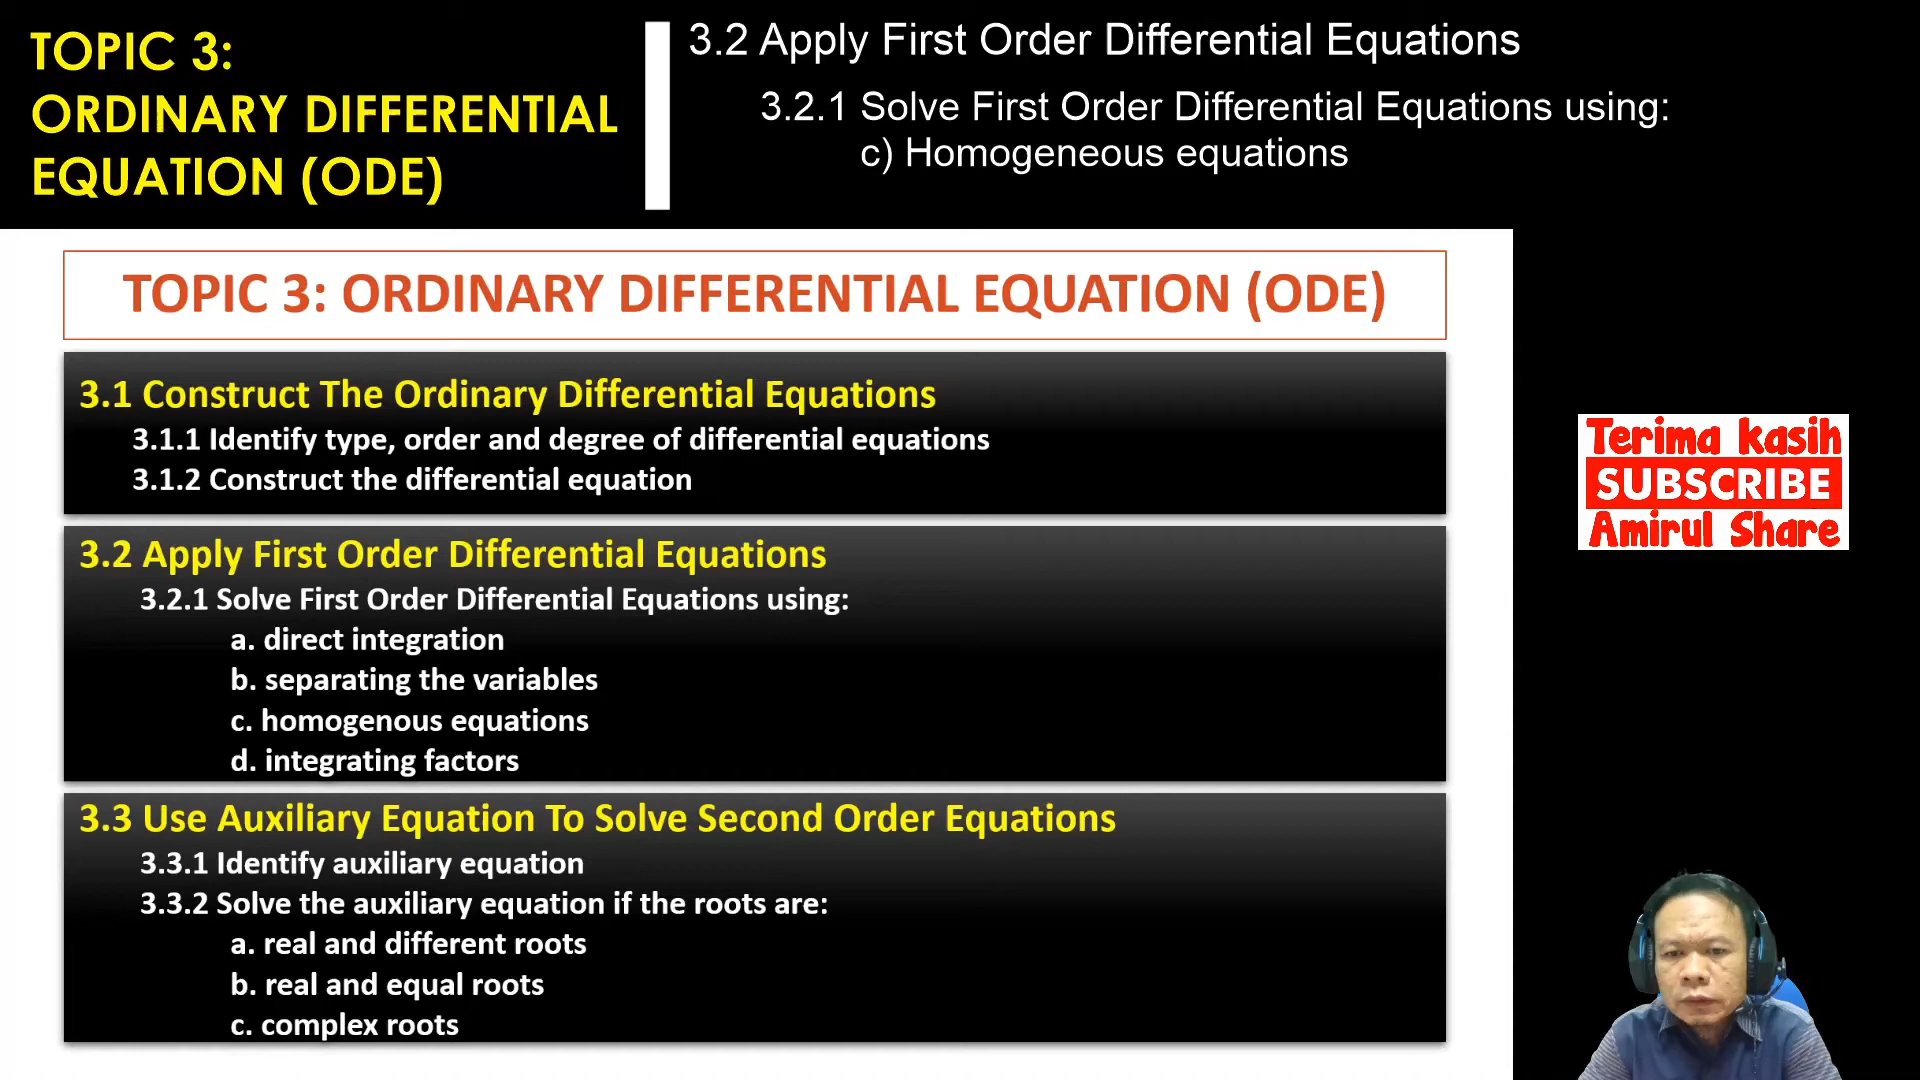 TOPIC 3:
ORDINARY DIFFERENTIAL
EQUATION (ODE)
3.2 Apply First Order Differential Equations
3.2.1 Solve First Order Differential Equations using:
c) Homogeneous equations
TOPIC 3: ORDINARY DIFFERENTIAL EQUATION (ODE)
3.1 Construct The Ordinary Differential Equations
3.1.1 Identify type, order and degree of differential equations
3.1.2 Construct the differential equation
3.2 Apply First Order Differential Equations
3.2.1 Solve First Order Differential Equations using:
a. direct integration
b. separating the variables
c. homogenous equations
d. integrating factors
3.3 Use Auxiliary Equation To Solve Second Order Equations
3.3.1 Identify auxiliary equation
3.3.2 Solve the auxiliary equation if the roots are:
a. real and different roots
b. real and equal roots
c. complex roots
Terima kasih
SUBSCRIBE
Amirul Share